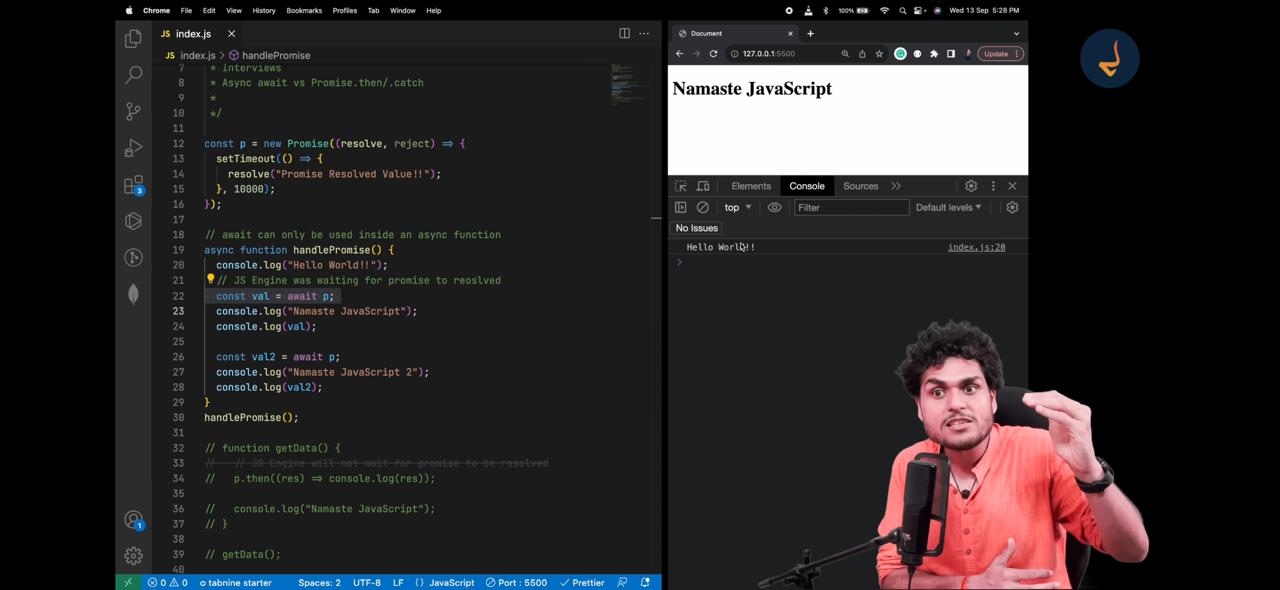 Chrome File Edit View History Bookmarks Profiles Tab Window Help
100% Wed 13 Sep 5:28 PM
JS index.js
JS index.js > handlePromise
7 * Interviews
8 * Async await vs Promise.then/.catch
9 *
10 */
11
12 const p = new Promise((resolve, reject) => {
13 setTimeout(() => {
14 resolve("Promise Resolved Value!!");
15 }, 10000);
16 });
17
18 // await can only be used inside an async function
19 async function handlePromise() {
20 console.log("Hello World!!");
21 // JS Engine was waiting for promise to reoslved
22 const val = await p;
23 console.log("Namaste JavaScript");
24 console.log(val);
25
26 const val2 = await p;
27 console.log("Namaste JavaScript 2");
28 console.log(val2);
29 }
30 handlePromise();
31
32 // function getData() {
33 // // JS Engine will not wait for promise to be resolved
34 // p.then((res) => console.log(res));
35
36 // console.log("Namaste JavaScript");
37 // }
38
39 // getData();
40
3
1
0 0 tabnine starter Spaces: 2 UTF-8 LF {} JavaScript Port : 5500 Prettier
Document
127.0.0.1:5500 Update
Namaste JavaScript
Elements Console Sources
top Filter Default levels
No Issues
Hello World!! index.js:20